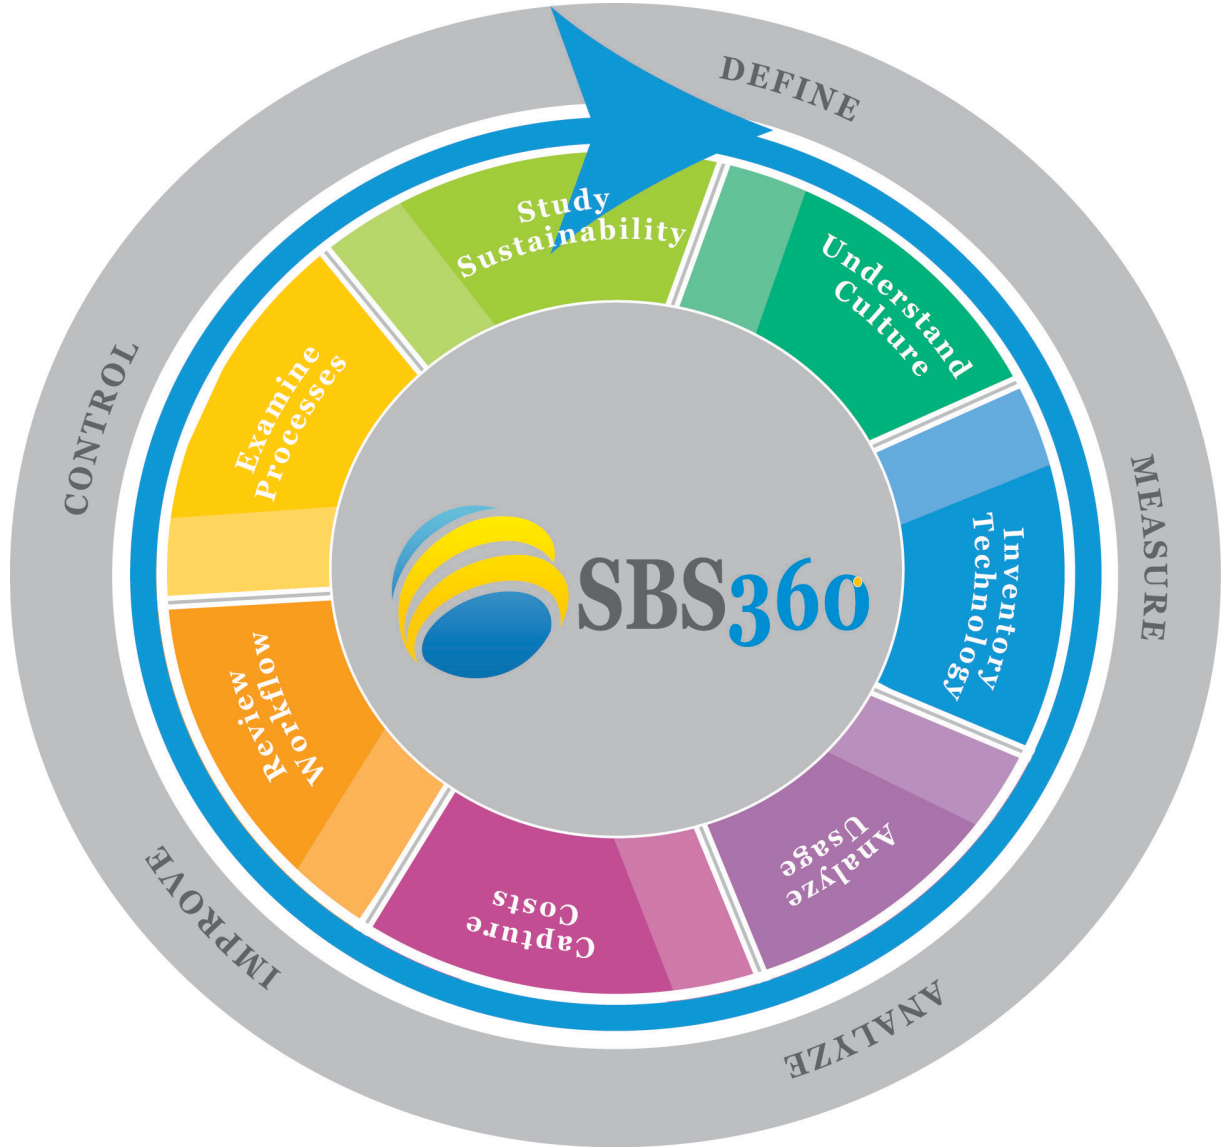 DEFINE
MEASURE
ANALYZE
IMPROVE
CONTROL
Study
Sustainability
Understand
Culture
Inventory
Technology
Analyze
Usage
Capture
Costs
Review
Workflow
Examine
Processes
SBS360